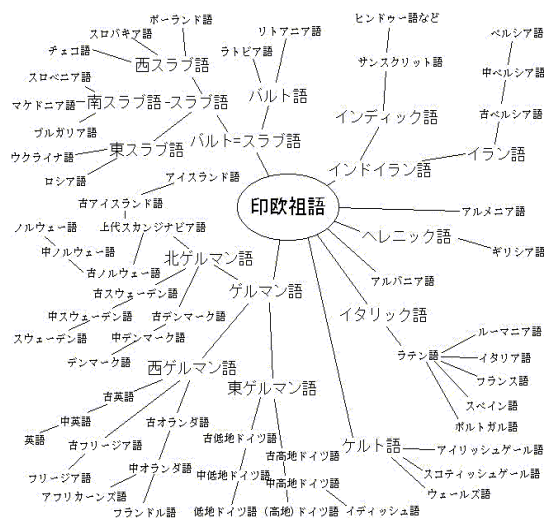 ポーランド語
スロバキア語
チェコ語
西スラブ語
スロベニア語
マケドニア語
南スラブ語-スラブ語
ブルガリア語
ウクライナ語
東スラブ語
ロシア語
リトアニア語
ラトビア語
バルト語
バルト=スラブ語
ヒンドゥー語など
サンスクリット語
インディック語
インドイラン語
ペルシア語
中ペルシア語
古ペルシア語
イラン語
印欧祖語
アルメニア語
ヘレニック語
ギリシア語
アルバニア語
イタリック語
ラテン語
ルーマニア語
イタリア語
フランス語
スペイン語
ポルトガル語
ケルト語
アイリッシュゲール語
スコティッシュゲール語
ウェールズ語
アイスランド語
古アイスランド語
上代スカンジナビア語
ノルウェー語
中ノルウェー語
古ノルウェー語
北ゲルマン語
ゲルマン語
古スウェーデン語
中スウェーデン語
スウェーデン語
古デンマーク語
中デンマーク語
デンマーク語
西ゲルマン語
東ゲルマン語
古英語
中英語
英語
古フリージア語
フリージア語
古オランダ語
中オランダ語
アフリカーンズ語
フランドル語
古低地ドイツ語
中低地ドイツ語
低地ドイツ語
古高地ドイツ語
中高地ドイツ語
(高地)ドイツ語
イディッシュ語